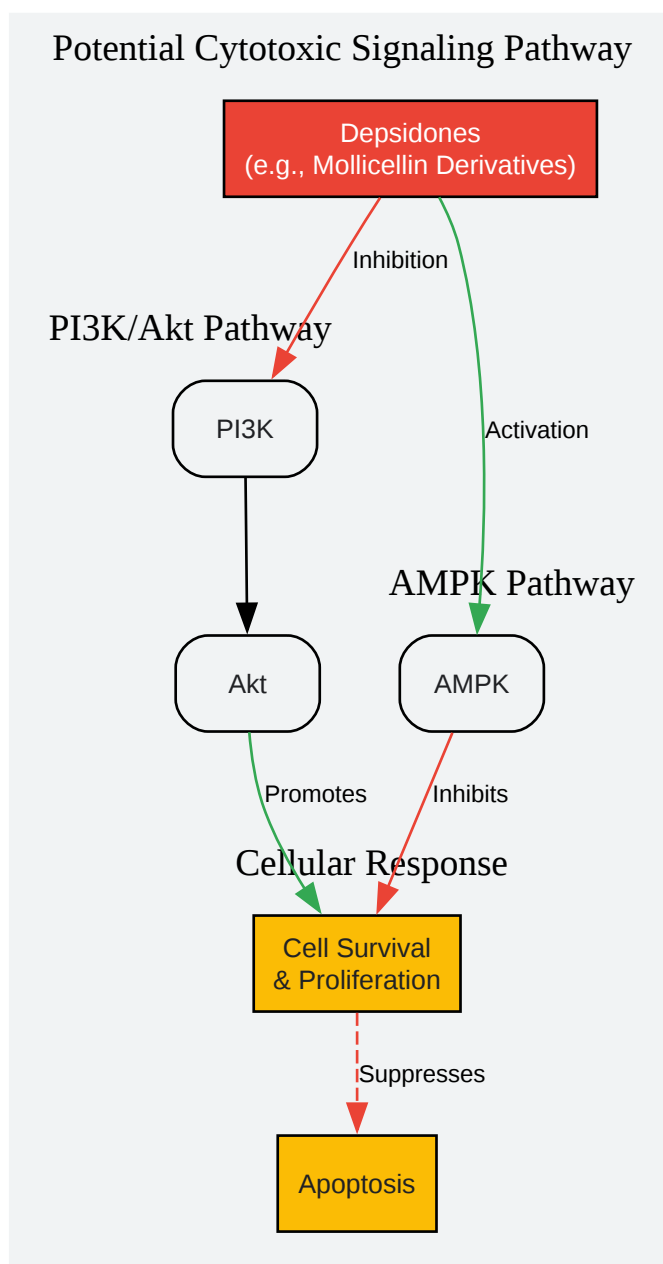 Potential Cytotoxic Signaling Pathway
Depsidones
(e.g., Mollicellin Derivatives)
Inhibition
PI3K/Akt Pathway
PI3K
Activation
AMPK Pathway
Akt
AMPK
Promotes
Inhibits
Cellular Response
Cell Survival
& Proliferation
Suppresses
Apoptosis